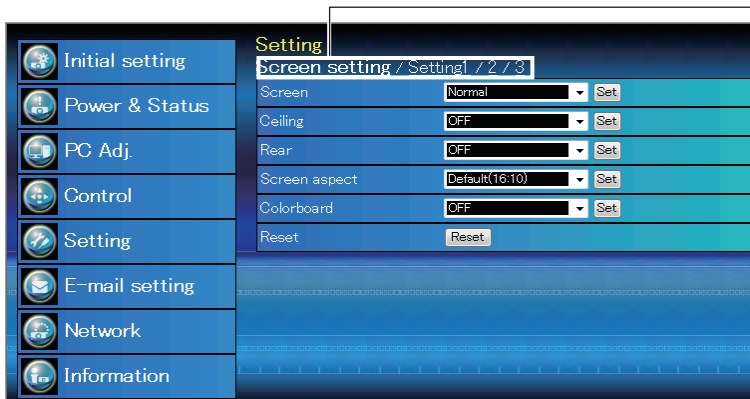 Initial setting
Power & Status
PC Adj.
Control
Setting
E-mail setting
Network
Information
Setting
Screen setting / Setting1 / 2 / 3
Screen Normal Set
Ceiling OFF Set
Rear OFF Set
Screen aspect Default(16:10) Set
Colorboard OFF Set
Reset Reset